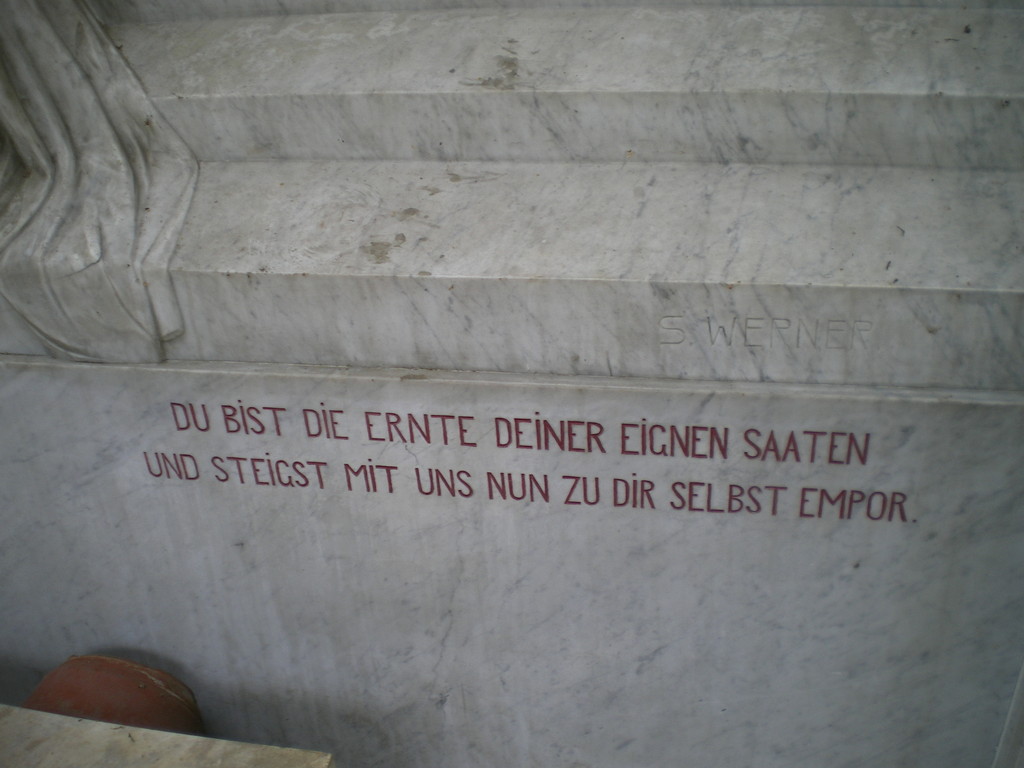 S. WERNER
DU BIST DIE ERNTE DEINER EIGNEN SAATEN
UND STEIGST MIT UNS NUN ZU DIR SELBST EMPOR.